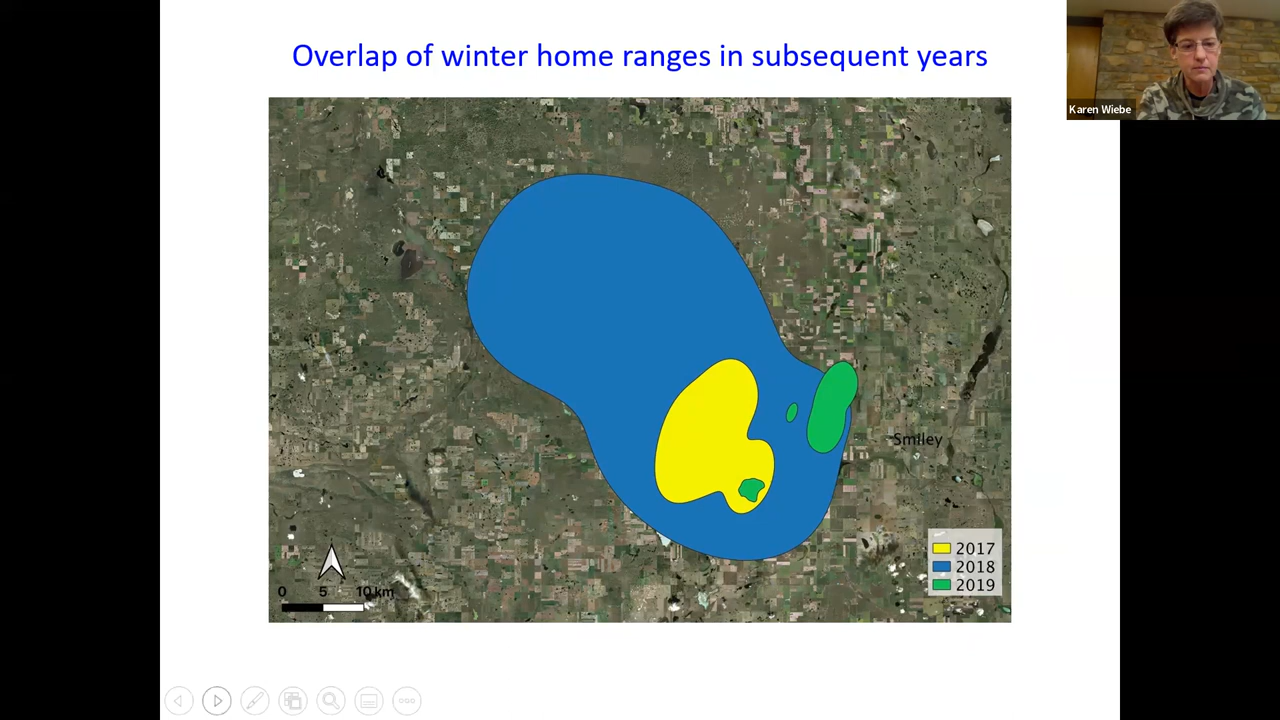 Overlap of winter home ranges in subsequent years
Karen Wiebe
Smiley
2017
2018
2019
0 5 10 km